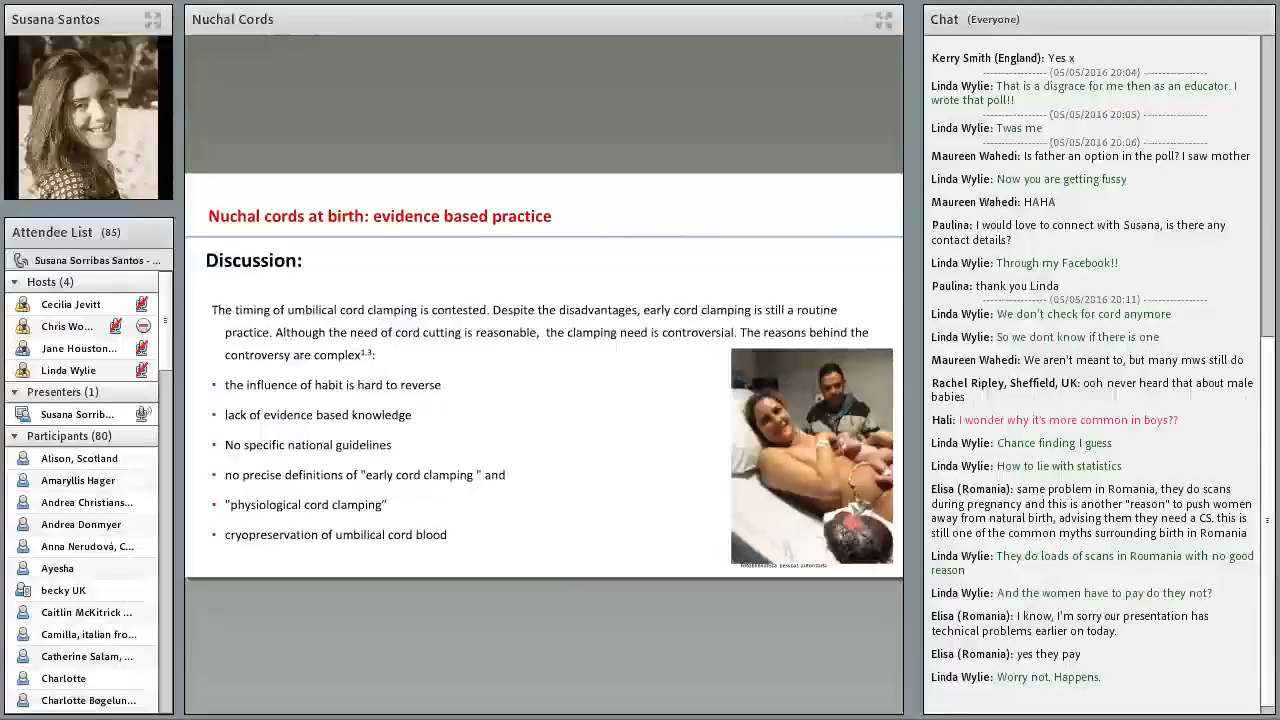 Susana Santos
Attendee List (85)
Susana Sorribas Santos - ...
Hosts (4)
Cecilia Jevitt
Chris Wo...
Jane Houston...
Linda Wylie
Presenters (1)
Susana Sorrib...
Participants (80)
Alison, Scotland
Amaryllis Hager
Andrea Christians...
Andrea Donmyer
Anna Nerudová, C...
Ayesha
becky UK
Caitlin McKitrick ...
Camilla, italian fro...
Catherine Salam, ...
Charlotte
Charlotte Bøgelun...
Nuchal Cords
Nuchal cords at birth: evidence based practice
Discussion:
The timing of umbilical cord clamping is contested. Despite the disadvantages, early cord clamping is still a routine
practice. Although the need of cord cutting is reasonable, the clamping need is controversial. The reasons behind the
controversy are complex1,3:
• the influence of habit is hard to reverse
• lack of evidence based knowledge
• No specific national guidelines
• no precise definitions of "early cord clamping " and
• "physiological cord clamping"
• cryopreservation of umbilical cord blood
pessoal autorizada
Chat (Everyone)
Kerry Smith (England): Yes x
------------------ (05/05/2016 20:04) ------------------
Linda Wylie: That is a disgrace for me then as an educator. I
wrote that poll!!
------------------ (05/05/2016 20:05) ------------------
Linda Wylie: Twas me
------------------ (05/05/2016 20:06) ------------------
Maureen Wahedi: Is father an option in the poll? I saw mother
Linda Wylie: Now you are getting fussy
Maureen Wahedi: HAHA
Paulina: I would love to connect with Susana, is there any
contact details?
Linda Wylie: Through my Facebook!!
Paulina: thank you Linda
------------------ (05/05/2016 20:11) ------------------
Linda Wylie: We don't check for cord anymore
Linda Wylie: So we dont know if there is one
Maureen Wahedi: We aren't meant to, but many mws still do
Rachel Ripley, Sheffield, UK: ooh never heard that about male
babies
Hali: I wonder why it's more common in boys??
Linda Wylie: Chance finding I guess
Linda Wylie: How to lie with statistics
Elisa (Romania): same problem in Romania, they do scans
during pregnancy and this is another "reason" to push women
away from natural birth, advising them they need a CS. this is
still one of the common myths surrounding birth in Romania
Linda Wylie: They do loads of scans in Roumania with no good
reason
Linda Wylie: And the women have to pay do they not?
Elisa (Romania): I know, I'm sorry our presentation has
technical problems earlier on today.
Elisa (Romania): yes they pay
Linda Wylie: Worry not. Happens.